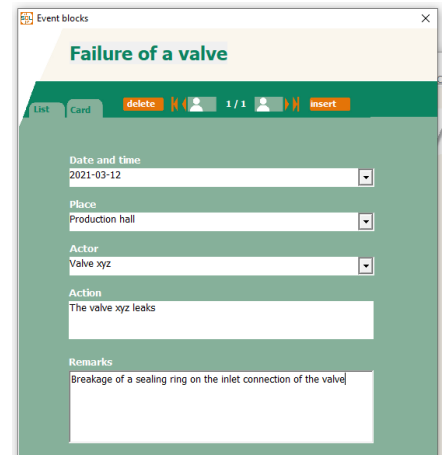 SOL
Event blocks
Failure of a valve
List
Card
delete
1 / 1
insert
Date and time
2021-03-12
Place
Production hall
Actor
Valve xyz
Action
The valve xyz leaks
Remarks
Breakage of a sealing ring on the inlet connection of the valve